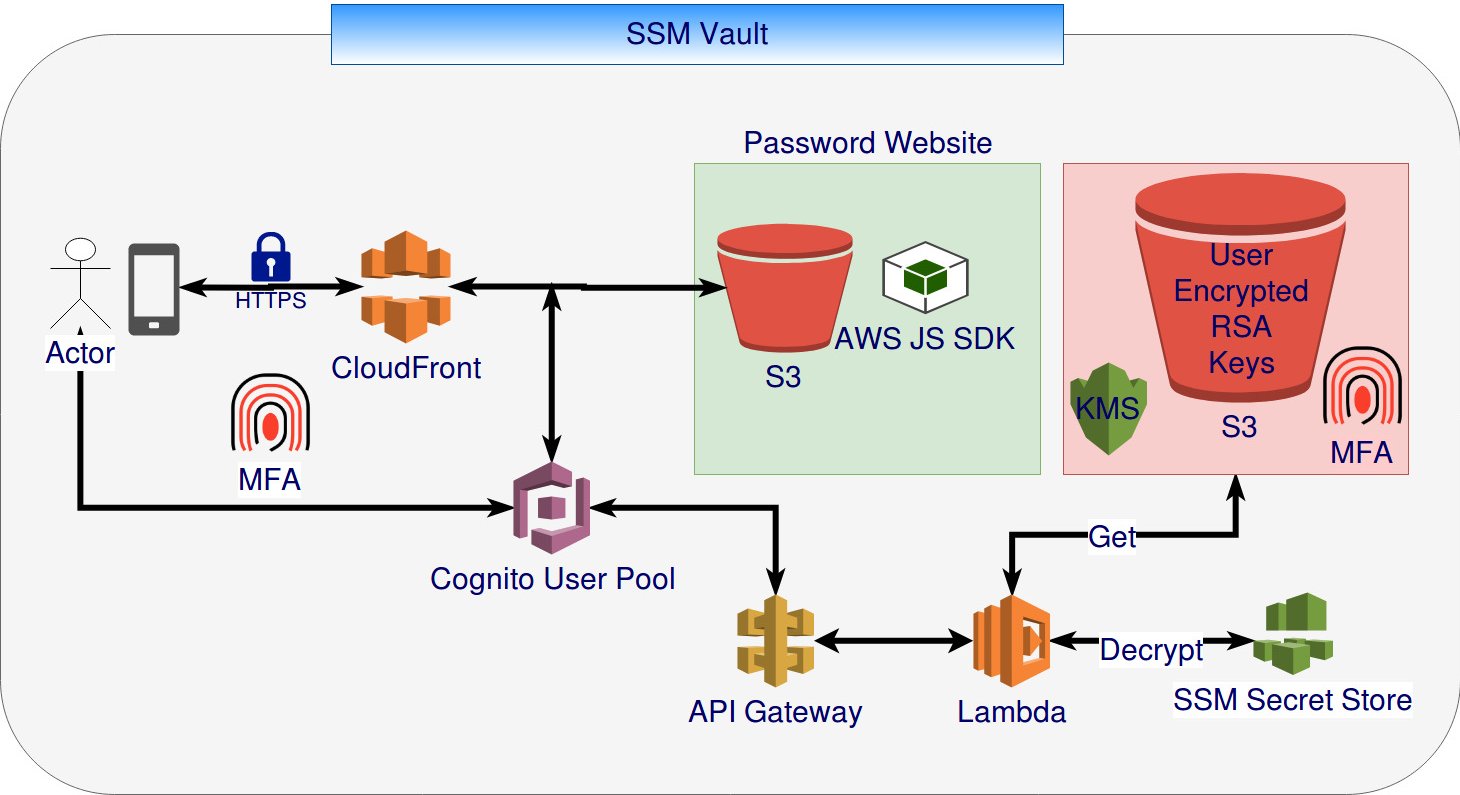 SSM Vault
Password Website
HTTPS
Actor
CloudFront
MFA
AWS JS SDK
S3
User
Encrypted
RSA
Keys
KMS
S3
MFA
Cognito User Pool
Get
Decrypt
API Gateway
Lambda
SSM Secret Store